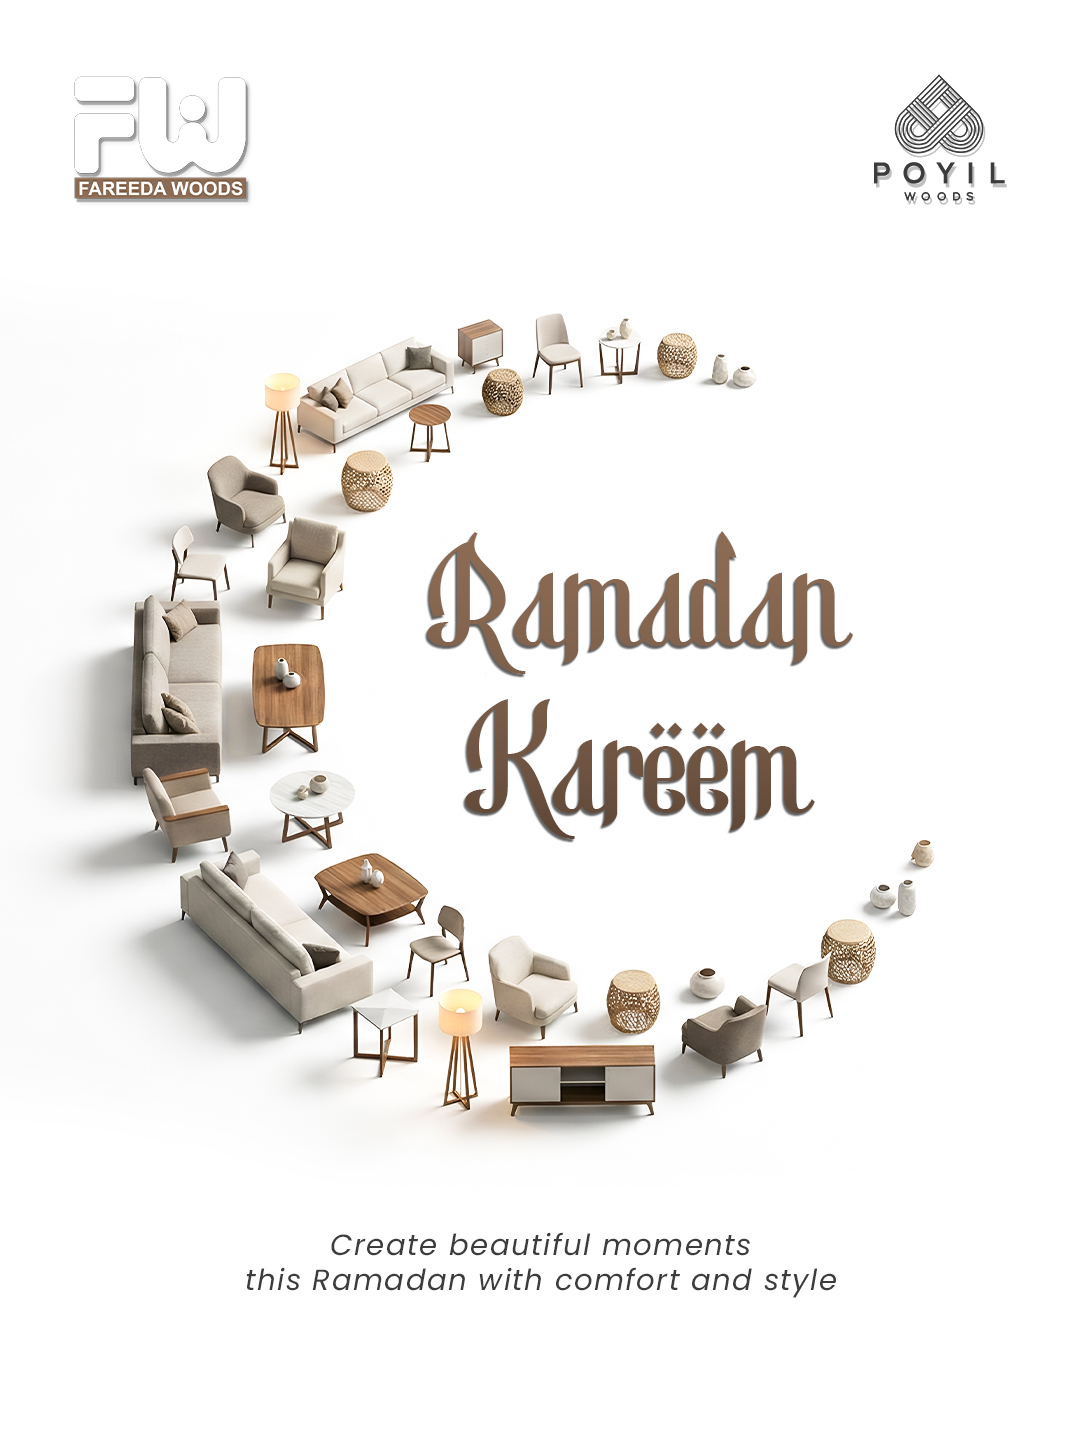 FW
FAREEDA WOODS
POYIL
WOODS
Ramadan
Karëëm
Create beautiful moments
this Ramadan with comfort and style